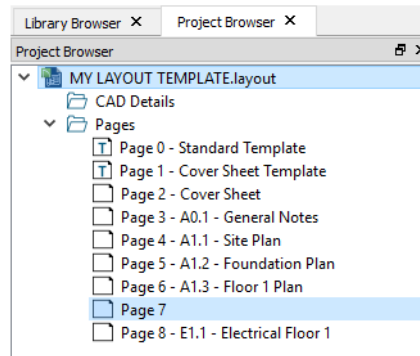 Library Browser Project Browser
Project Browser
MY LAYOUT TEMPLATE.layout
CAD Details
Pages
T Page 0 - Standard Template
T Page 1 - Cover Sheet Template
Page 2 - Cover Sheet
Page 3 - A0.1 - General Notes
Page 4 - A1.1 - Site Plan
Page 5 - A1.2 - Foundation Plan
Page 6 - A1.3 - Floor 1 Plan
Page 7
Page 8 - E1.1 - Electrical Floor 1